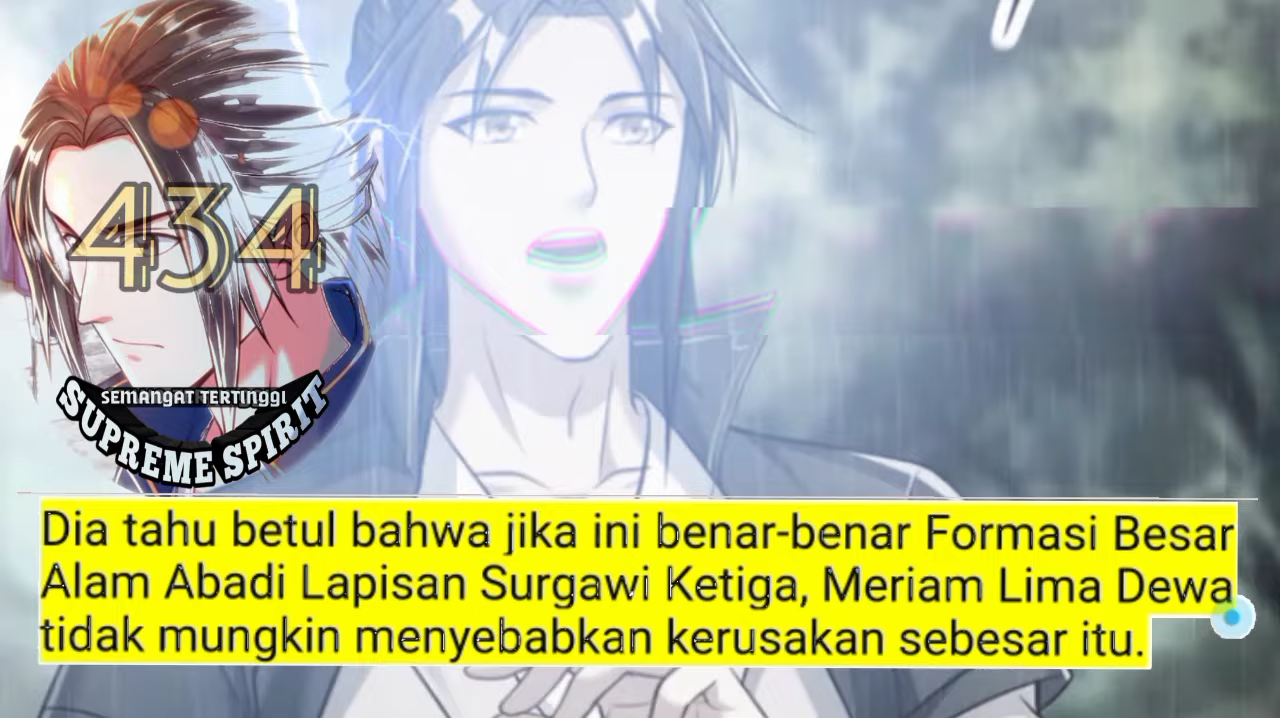 434
SEMANGAT TERTINGGI
SUPREME SPIRIT
Dia tahu betul bahwa jika ini benar-benar Formasi Besar
Alam Abadi Lapisan Surgawi Ketiga, Meriam Lima Dewa
tidak mungkin menyebabkan kerusakan sebesar itu.